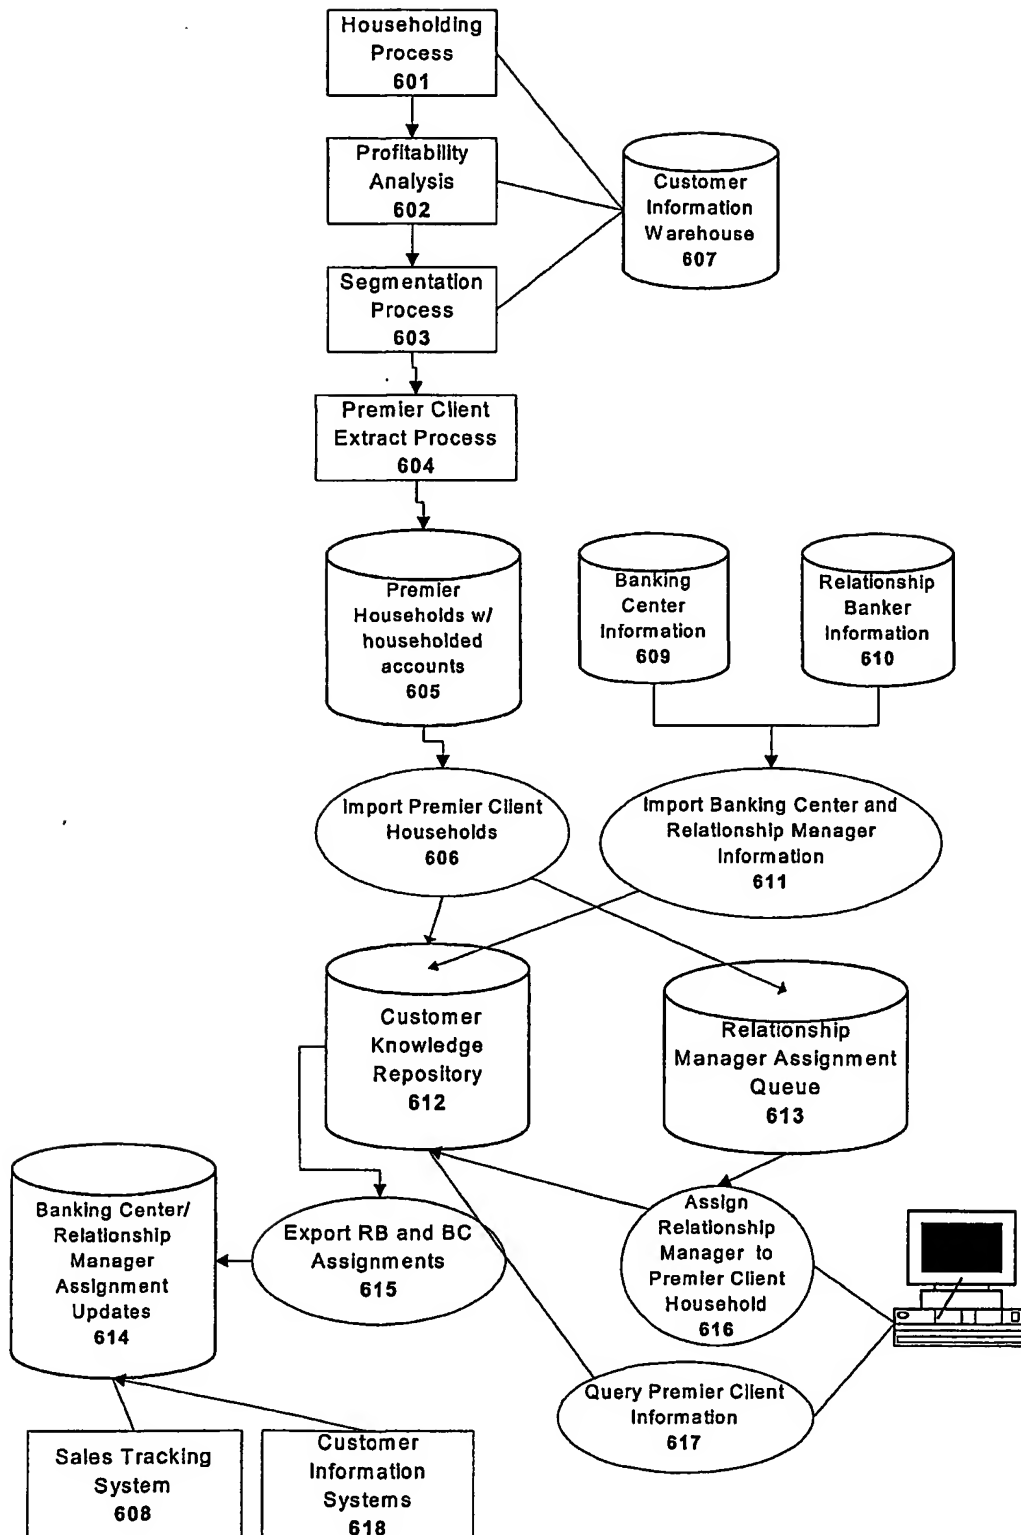 Householding
Process
601
Profitability
Analysis
602
Customer
Information
Warehouse
607
Segmentation
Process
603
Premier Client
Extract Process
604
Premier
Households w/
householded
accounts
605
Banking
Center
Information
609
Relationship
Banker
Information
610
Import Premier Client
Households
606
Import Banking Center and
Relationship Manager
Information
611
Customer
Knowledge
Repository
612
Relationship
Manager Assignment
Queue
613
Banking Center/
Relationship
Manager
Assignment
Updates
614
Export RB and BC
Assignments
615
Assign
Relationship
Manager to
Premier Client
Household
616
Query Premier Client
Information
617
Sales Tracking
System
608
Customer
Information
Systems
618